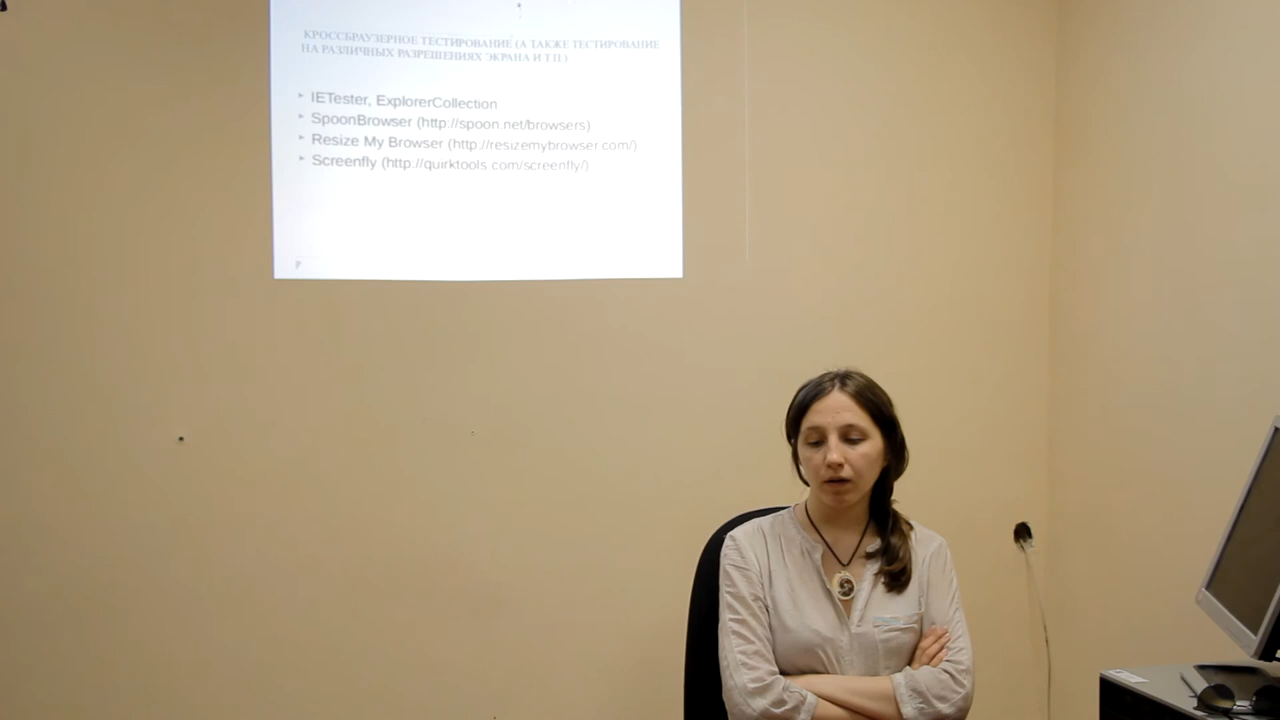 КРОССБРАУЗЕРНОЕ ТЕСТИРОВАНИЕ (А ТАКЖЕ ТЕСТИРОВАНИЕ
НА РАЗЛИЧНЫХ РАЗРЕШЕНИЯХ ЭКРАНА И Т.П.)
IETester, ExplorerCollection
SpoonBrowser (http://spoon.net/browsers)
Resize My Browser (http://resizemybrowser.com/)
Screenfly (http://quirktools.com/screenfly/)